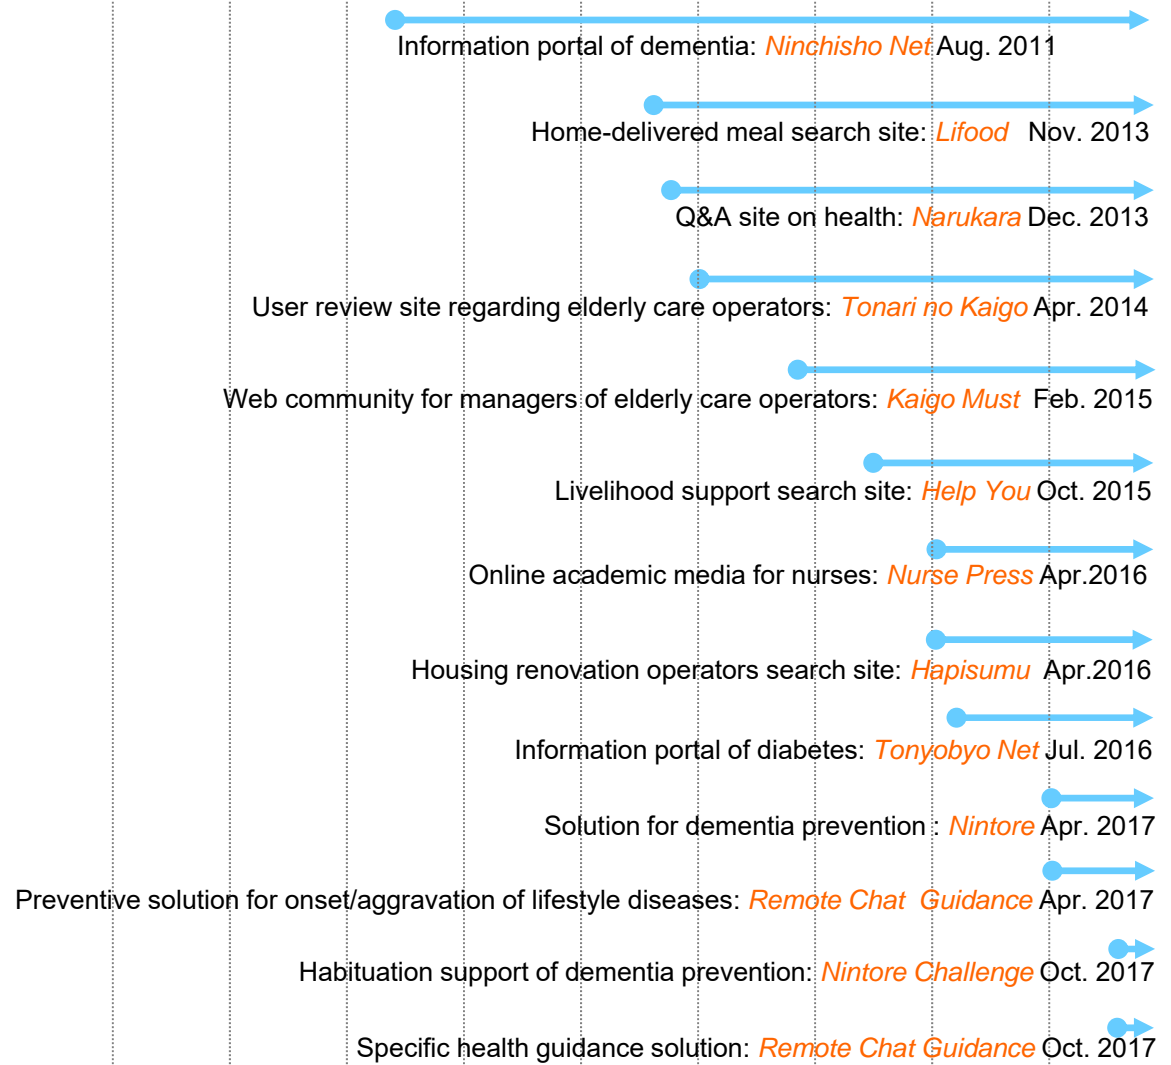 Information portal of dementia: Ninchisho Net Aug. 2011
Home-delivered meal search site: Lifood Nov. 2013
Q&A site on health: Narukara Dec. 2013
User review site regarding elderly care operators: Tonari no Kaigo Apr. 2014
Web community for managers of elderly care operators: Kaigo Must Feb. 2015
Livelihood support search site: Help You Oct. 2015
Online academic media for nurses: Nurse Press Apr.2016
Housing renovation operators search site: Hapisumu Apr.2016
Information portal of diabetes: Tonyobyo Net Jul. 2016
Solution for dementia prevention : Nintore Apr. 2017
Preventive solution for onset/aggravation of lifestyle diseases: Remote Chat Guidance Apr. 2017
Habituation support of dementia prevention: Nintore Challenge Oct. 2017
Specific health guidance solution: Remote Chat Guidance Oct. 2017